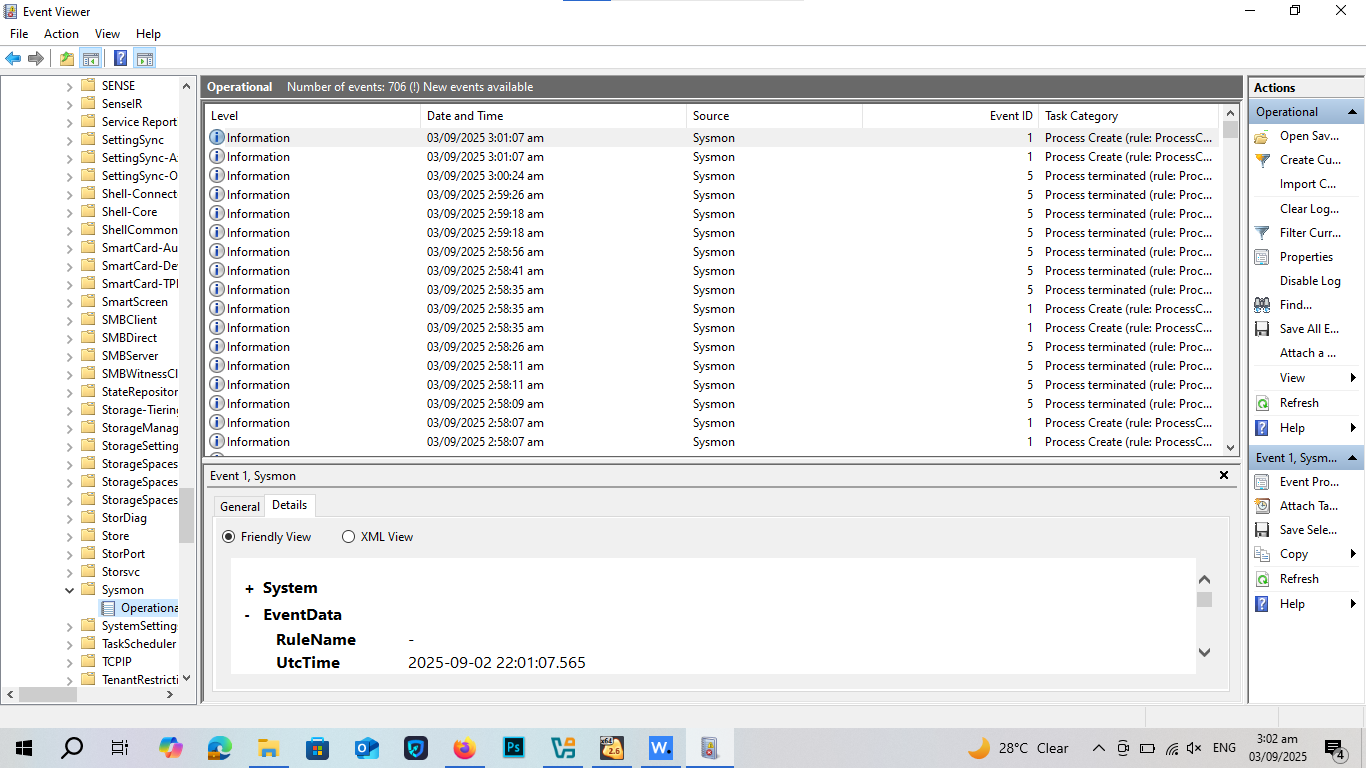 Event Viewer
File Action View Help
SENSE
SenseIR
Service Report
SettingSync
SettingSync-A
SettingSync-O
Shell-Connect
Shell-Core
ShellCommon
SmartCard-Au
SmartCard-De
SmartCard-TPI
SmartScreen
SMBClient
SMBDirect
SMBServer
SMBWitnessCl
StateRepositor
Storage-Tiering
StorageManag
StorageSetting
StorageSpaces
StorageSpaces
StorageSpaces
StorDiag
Store
StorPort
Storsvc
Sysmon
Operationa
SystemSetting
TaskScheduler
TCPIP
TenantRestricti
Operational Number of events: 706 (!) New events available
Level Date and Time Source Event ID Task Category
Information 03/09/2025 3:01:07 am Sysmon 1 Process Create (rule: ProcessC...
Information 03/09/2025 3:01:07 am Sysmon 1 Process Create (rule: ProcessC...
Information 03/09/2025 3:00:24 am Sysmon 5 Process terminated (rule: Proc...
Information 03/09/2025 2:59:26 am Sysmon 5 Process terminated (rule: Proc...
Information 03/09/2025 2:59:18 am Sysmon 5 Process terminated (rule: Proc...
Information 03/09/2025 2:59:18 am Sysmon 5 Process terminated (rule: Proc...
Information 03/09/2025 2:58:56 am Sysmon 5 Process terminated (rule: Proc...
Information 03/09/2025 2:58:41 am Sysmon 5 Process terminated (rule: Proc...
Information 03/09/2025 2:58:35 am Sysmon 5 Process terminated (rule: Proc...
Information 03/09/2025 2:58:35 am Sysmon 1 Process Create (rule: ProcessC...
Information 03/09/2025 2:58:35 am Sysmon 1 Process Create (rule: ProcessC...
Information 03/09/2025 2:58:26 am Sysmon 5 Process terminated (rule: Proc...
Information 03/09/2025 2:58:11 am Sysmon 5 Process terminated (rule: Proc...
Information 03/09/2025 2:58:11 am Sysmon 5 Process terminated (rule: Proc...
Information 03/09/2025 2:58:09 am Sysmon 5 Process terminated (rule: Proc...
Information 03/09/2025 2:58:07 am Sysmon 1 Process Create (rule: ProcessC...
Information 03/09/2025 2:58:07 am Sysmon 1 Process Create (rule: ProcessC...
Event 1, Sysmon
General Details
Friendly View XML View
+ System
- EventData
RuleName -
UtcTime 2025-09-02 22:01:07.565
Actions
Operational
Open Sav...
Create Cu...
Import C...
Clear Log...
Filter Curr...
Properties
Disable Log
Find...
Save All E...
Attach a ...
View
Refresh
Help
Event 1, Sysm...
Event Pro...
Attach Ta...
Save Sele...
Copy
Refresh
Help
Ps
x64
2.6
W.
28°C Clear
ENG
3:02 am
03/09/2025
4